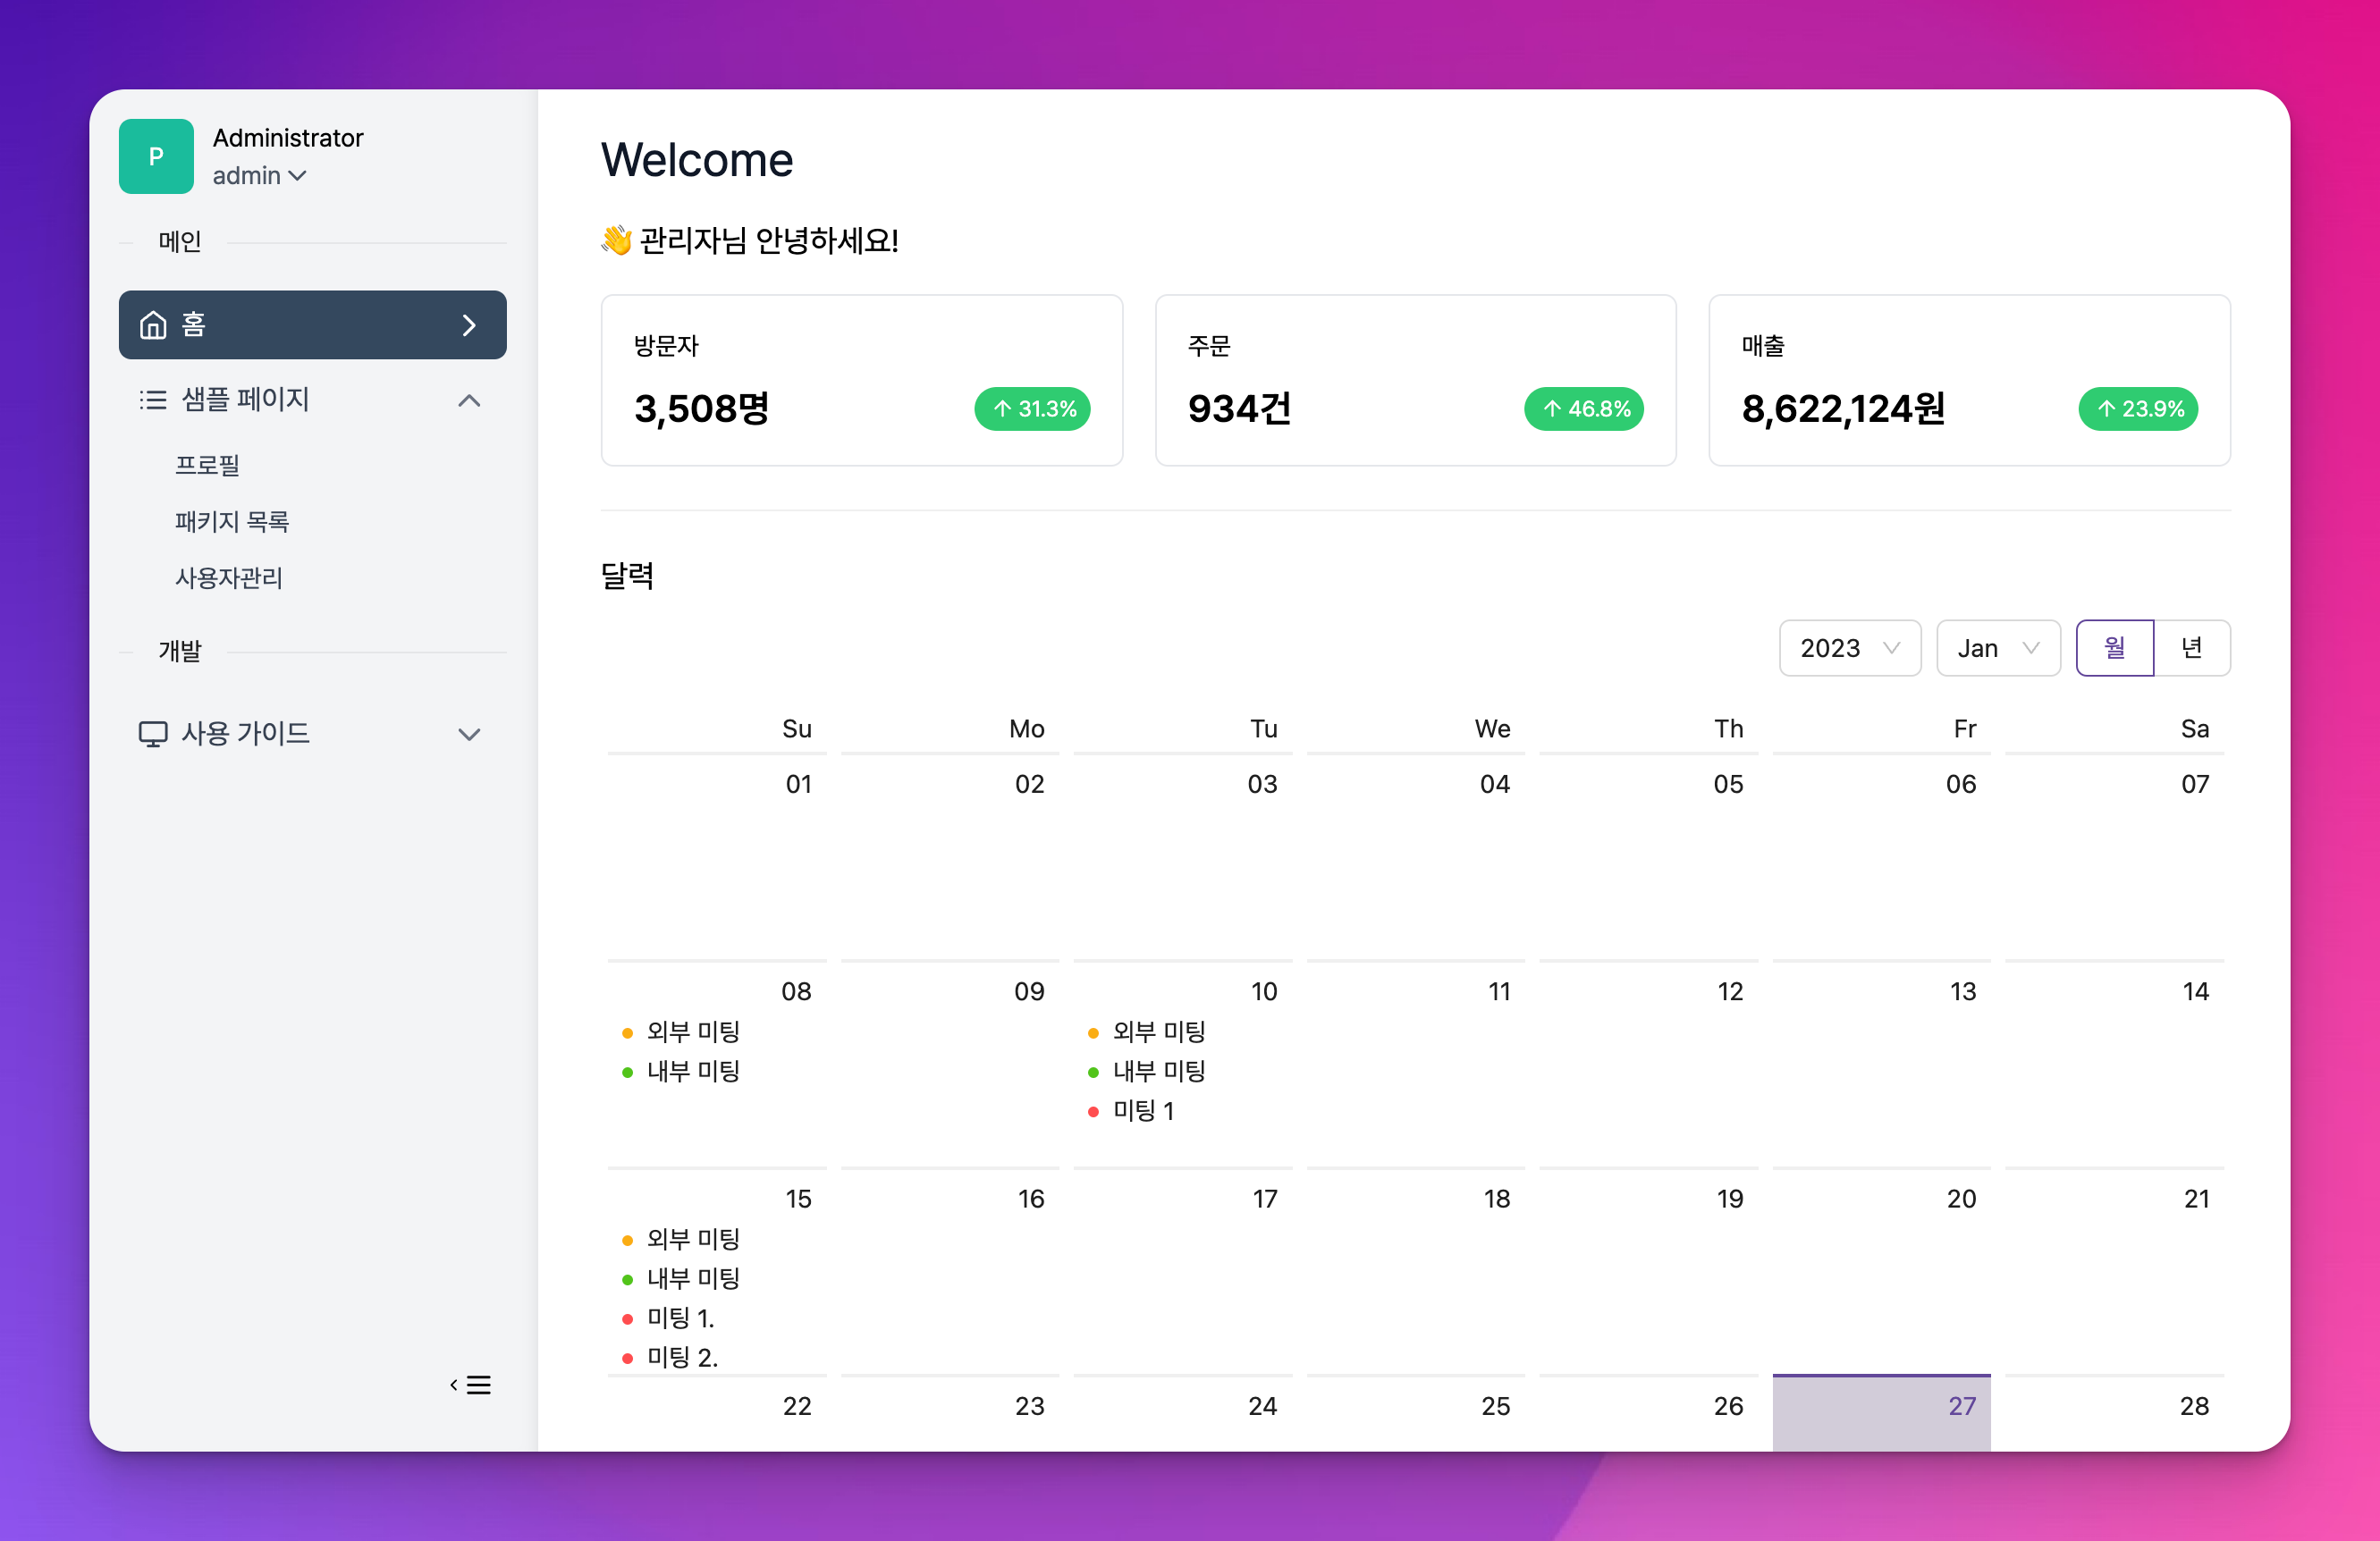 P
Administrator
admin
메인
홈
샘플 페이지
프로필
패키지 목록
사용자관리
개발
사용 가이드
Welcome
👋 관리자님 안녕하세요!
방문자
3,508명
↑ 31.3%
주문
934건
↑ 46.8%
매출
8,622,124원
↑ 23.9%
달력
2023
Jan
월
년
Su Mo Tu We Th Fr Sa
01 02 03 04 05 06 07
08 09 10 11 12 13 14
외부 미팅
내부 미팅
외부 미팅
내부 미팅
미팅 1
15 16 17 18 19 20 21
외부 미팅
내부 미팅
미팅 1.
미팅 2.
22 23 24 25 26 27 28